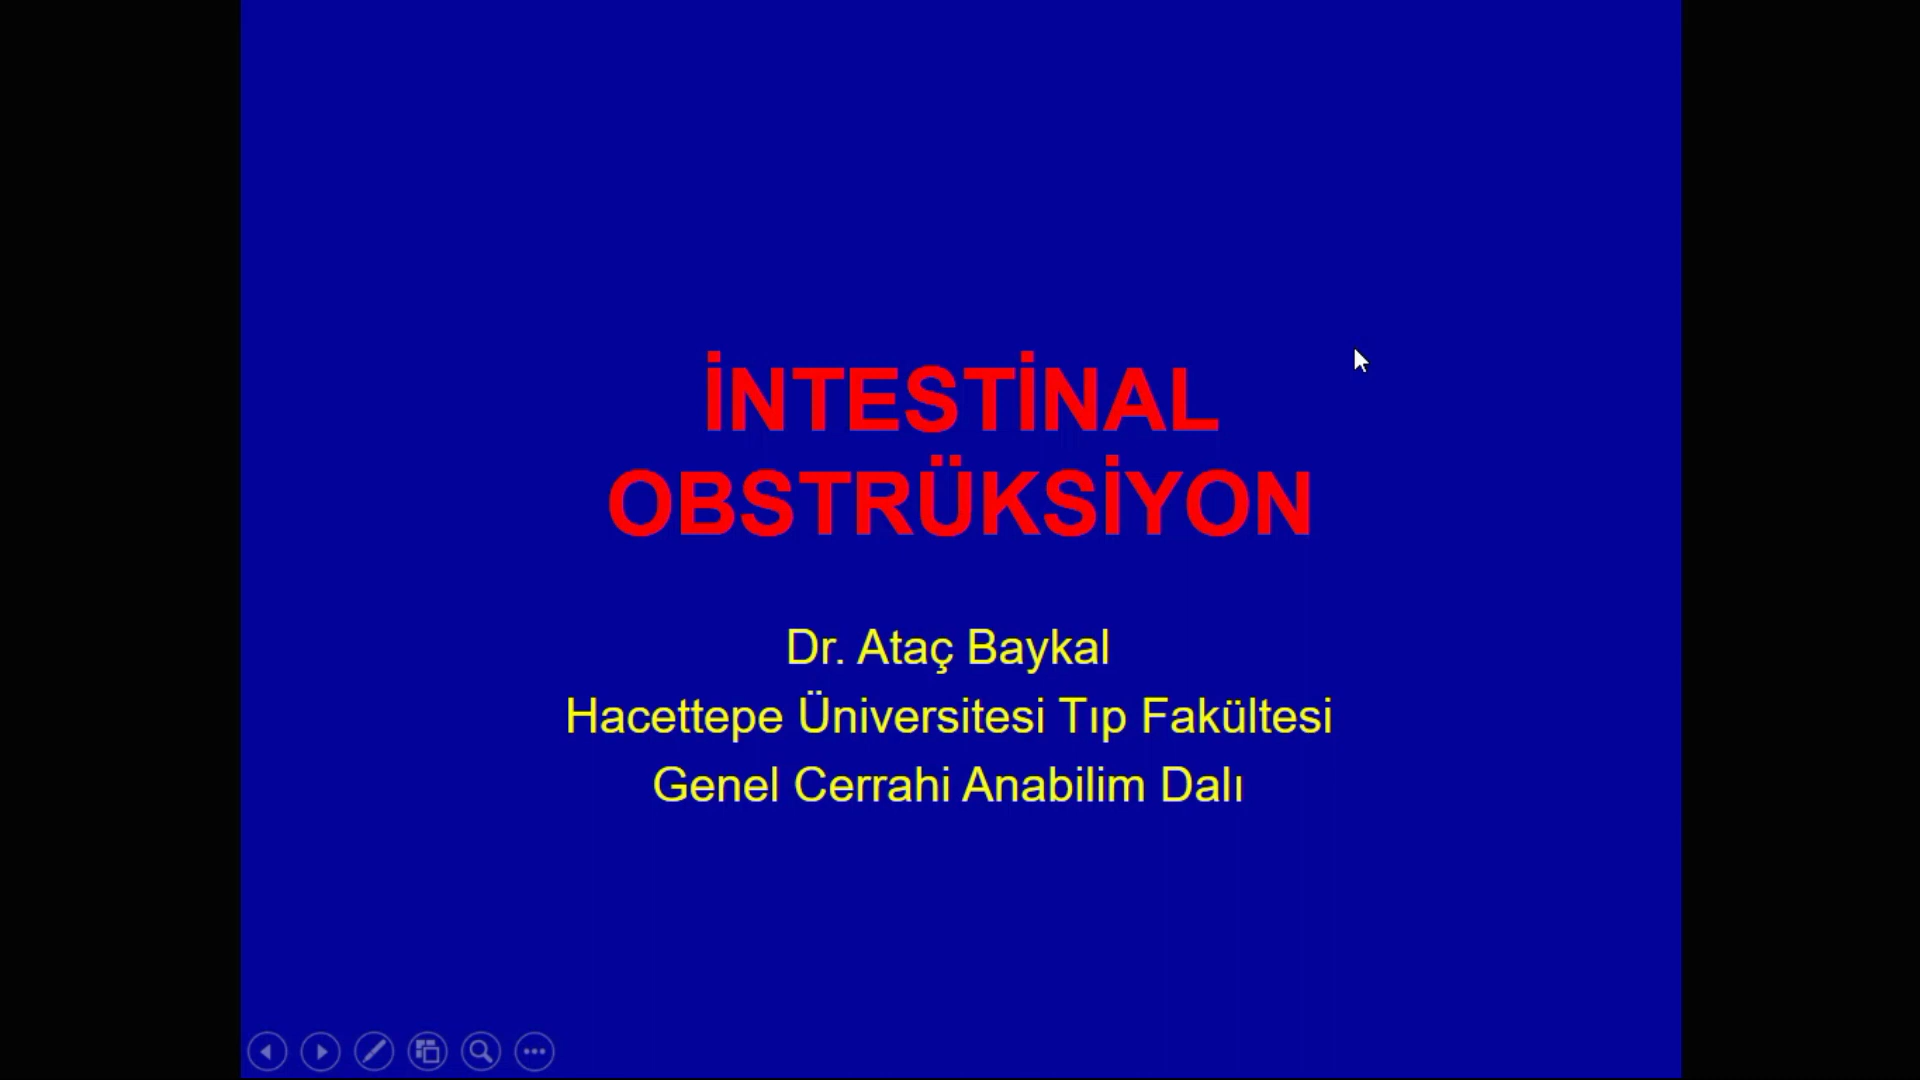 İNTESTİNAL
OBSTRÜKSİYON
Dr. Ataç Baykal
Hacettepe Üniversitesi Tıp Fakültesi
Genel Cerrahi Anabilim Dalı